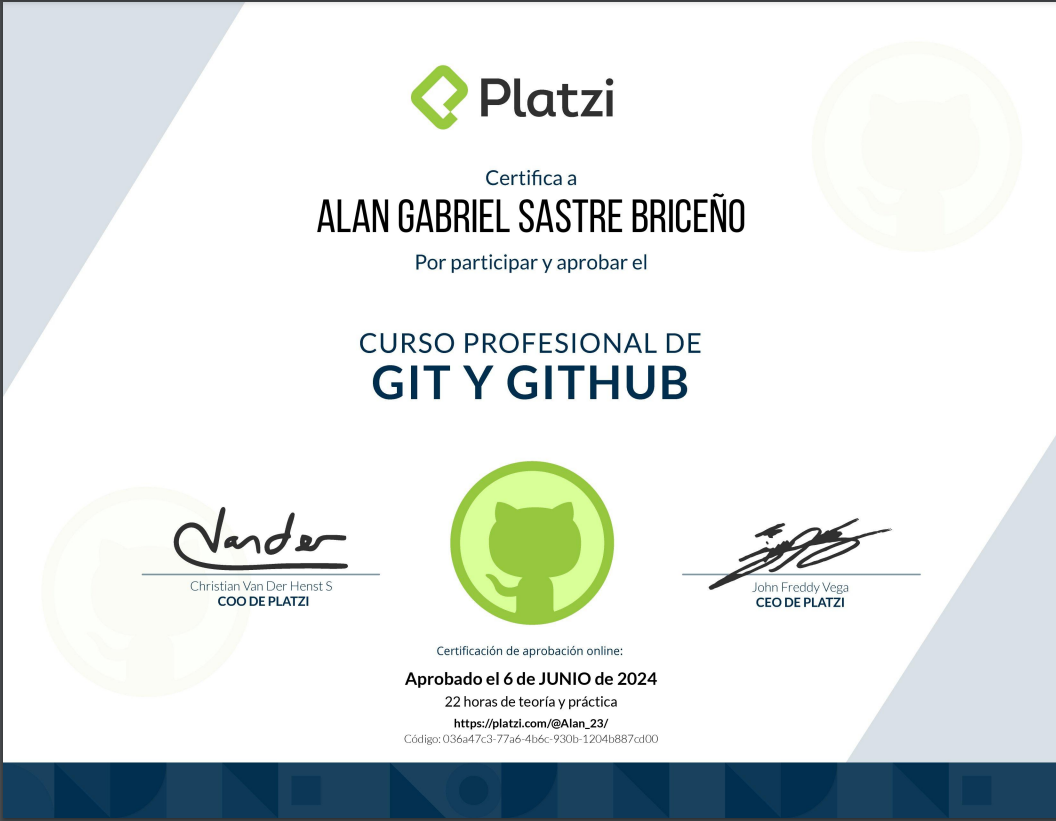 Platzi
Certifica a
ALAN GABRIEL SASTRE BRICEÑO
Por participar y aprobar el
CURSO PROFESIONAL DE
GIT Y GITHUB
Vander
Christian Van Der Henst S
COO DE PLATZI
John Freddy Vega
CEO DE PLATZI
Certificación de aprobación online:
Aprobado el 6 de JUNIO de 2024
22 horas de teoría y práctica
https://platzi.com/@Alan_23/
Código: 036a47c3-77a6-4b6c-930b-1204b887cd00